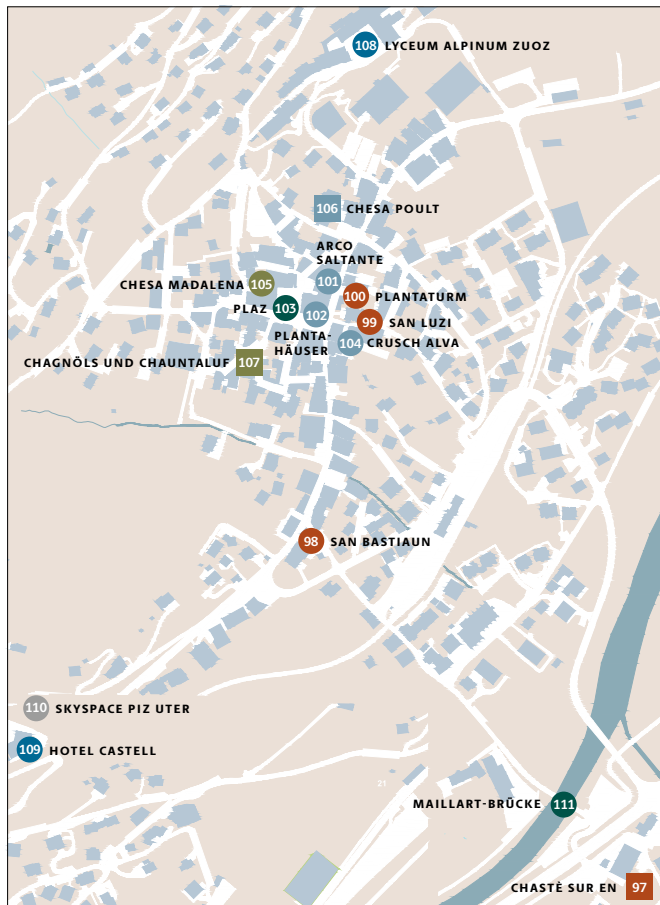 108 LYCEUM ALPINUM ZUOZ
106 CHESA POULT
ARCO
SALTANTE
101
CHESA MADALENA 105
100 PLANTATURM
PLAZ 103
102
99 SAN LUZI
PLANTA-
HÄUSER
104 CRUSCH ALVA
CHAGNÖLS UND CHAUNTALUF 107
98 SAN BASTIAUN
110 SKYSPACE PIZ UTER
109 HOTEL CASTELL
21
MAILLART-BRÜCKE 111
CHASTÈ SUR EN 97